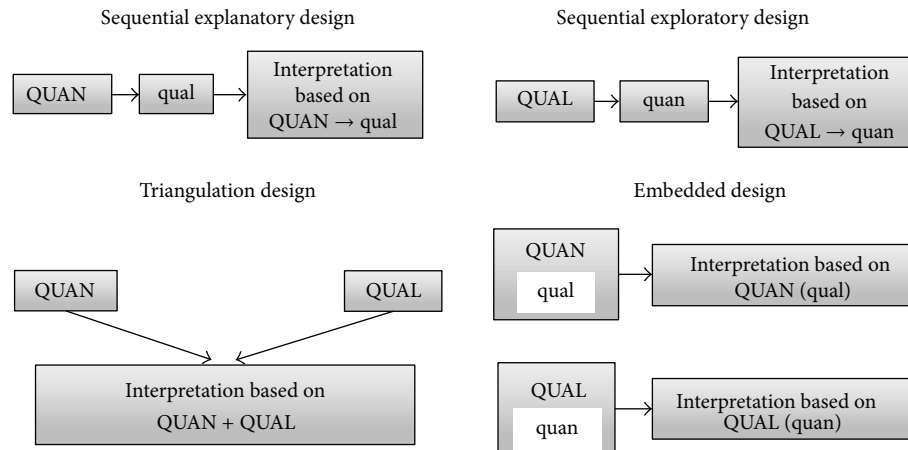 Sequential explanatory design
QUAN
qual
Interpretation
based on
QUAN → qual
Sequential exploratory design
QUAL
quan
Interpretation
based on
QUAL → quan
Triangulation design
QUAN
QUAL
Interpretation based on
QUAN + QUAL
Embedded design
QUAN
qual
Interpretation based on
QUAN (qual)
QUAL
quan
Interpretation based on
QUAL (quan)